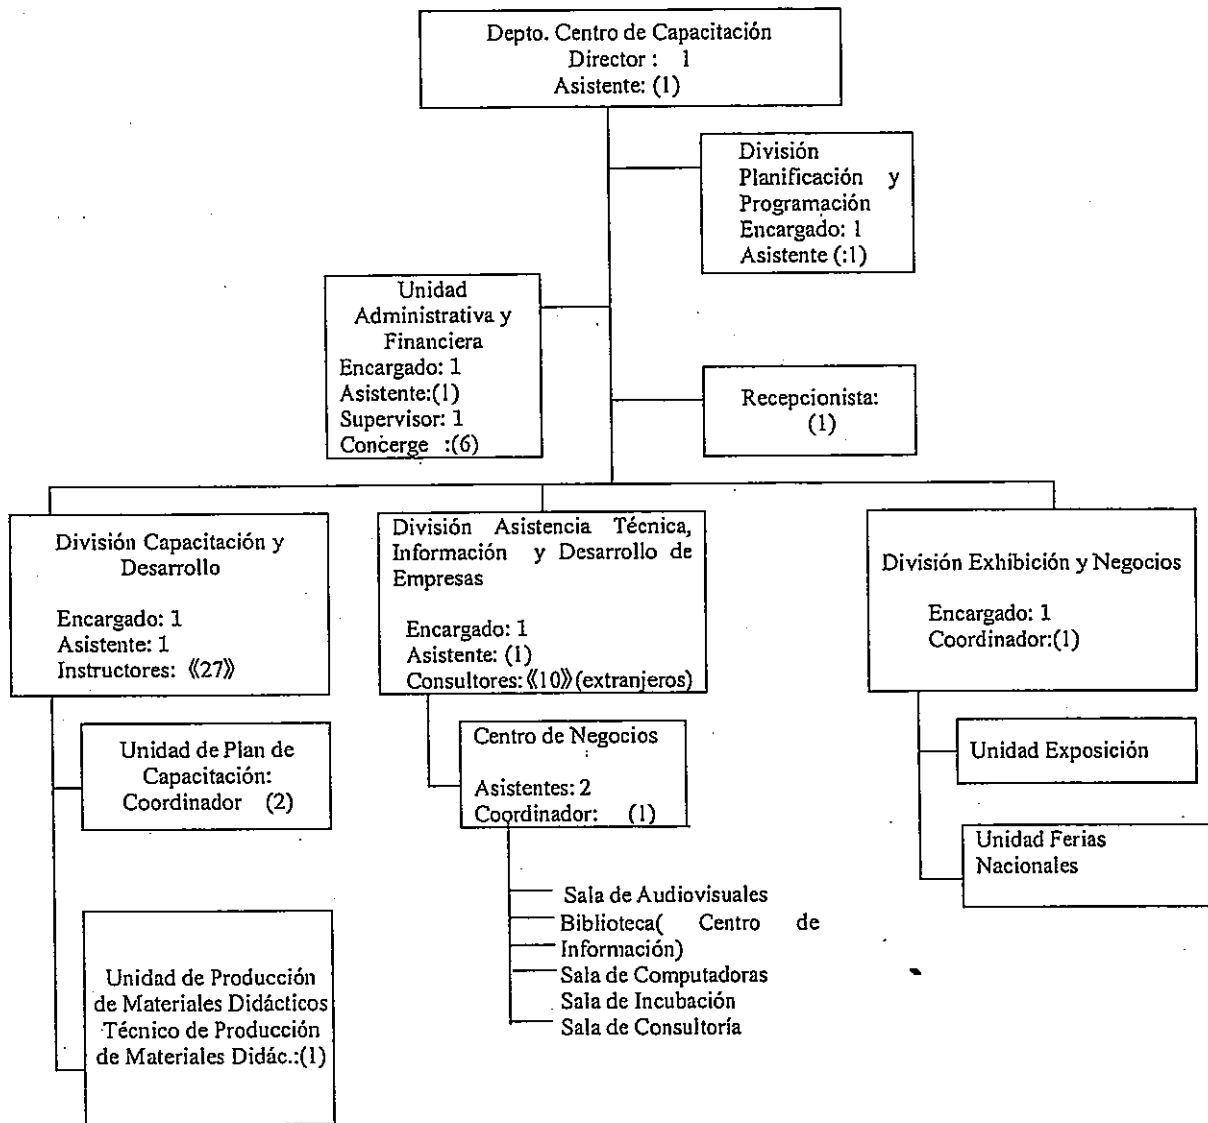 Depto. Centro de Capacitación
Director : 1
Asistente: (1)
División
Planificación y
Programación
Encargado: 1
Asistente (:1)
Unidad
Administrativa y
Financiera
Encargado: 1
Asistente:(1)
Supervisor: 1
Concerge :(6)
Recepcionista:
(1)
División Capacitación y
Desarrollo
Encargado: 1
Asistente: 1
Instructores: 《27》
División Asistencia Técnica,
Información y Desarrollo de
Empresas
Encargado: 1
Asistente: (1)
Consultores:《10》(extranjeros)
División Exhibición y Negocios
Encargado: 1
Coordinador:(1)
Unidad de Plan de
Capacitación:
Coordinador (2)
Centro de Negocios
:
Asistentes: 2
Coordinador: (1)
Unidad Exposición
Unidad Ferias
Nacionales
Sala de Audiovisuales
Biblioteca( Centro de
Información)
Sala de Computadoras
Sala de Incubación
Sala de Consultoría
Unidad de Producción
de Materiales Didácticos
Técnico de Producción
de Materiales Didác.:(1)